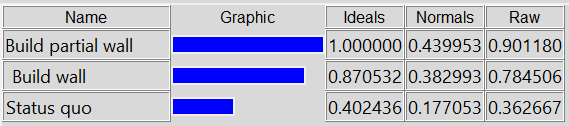 Name Graphic Ideals Normals Raw
Build partial wall 1.000000 0.439953 0.901180
Build wall 0.870532 0.382993 0.784506
Status quo 0.402436 0.177053 0.362667